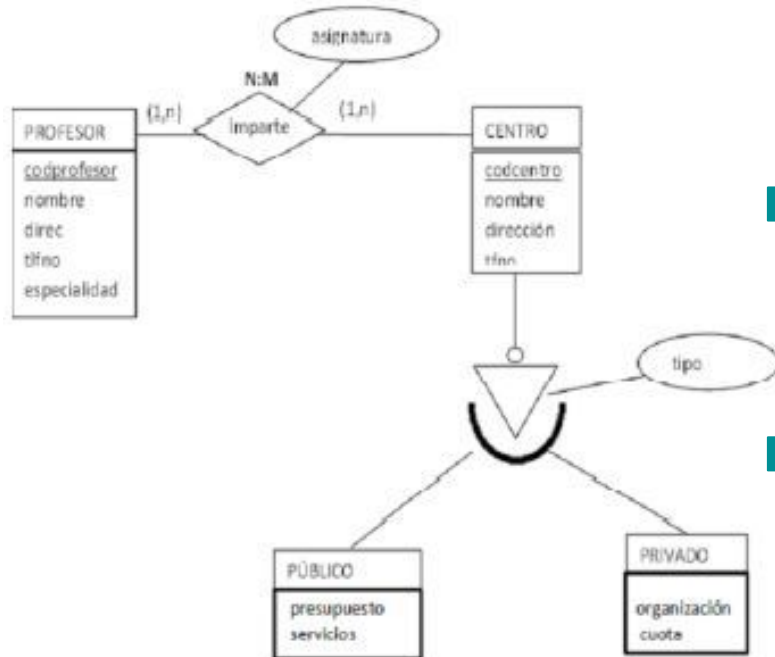 asignatura
N:M
(1,n)
imparte
(1,n)
PROFESOR
codprofesor
nombre
direc
tlfno
especialidad
CENTRO
codcentro
nombre
dirección
tfno
tipo
PÚBLICO
presupuesto
servicios
PRIVADO
organización
cuota